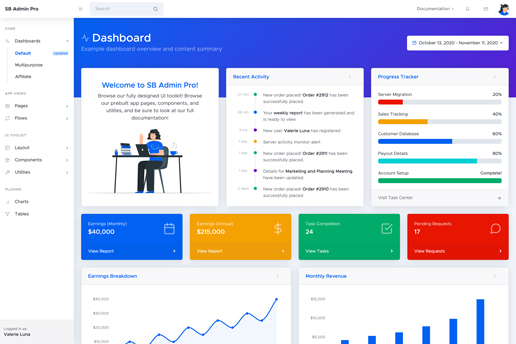 SB Admin Pro
Search
Documentation
CORE
Dashboards
Default Updated
Multipurpose
Affiliate
APP VIEWS
Pages
Flows
UI TOOLKIT
Layout
Components
Utilities
PLUGINS
Charts
Tables
Logged in as:
Valerie Luna
Dashboard
Example dashboard overview and content summary
October 13, 2020 - November 11, 2020
Welcome to SB Admin Pro!
Browse our fully designed UI toolkit! Browse our prebuilt app pages, components, and utilities, and be sure to look at our full documentation!
Recent Activity
27 min New order placed! Order #2912 has been successfully placed.
58 min Your weekly report has been generated and is ready to view.
2 hrs New user Valerie Luna has registered
1 day Server activity monitor alert
1 day New order placed! Order #2911 has been successfully placed.
1 day Details for Marketing and Planning Meeting have been updated.
2 days New order placed! Order #2910 has been successfully placed.
Progress Tracker
Server Migration 20%
Sales Tracking 40%
Customer Database 60%
Payout Details 80%
Account Setup Complete!
Visit Task Center
Earnings (Monthly)
$40,000
View Report
Earnings (Annual)
$215,000
View Report
Task Completion
24
View Tasks
Pending Requests
17
View Requests
Earnings Breakdown
$40,000
$30,000
$20,000
$10,000
Monthly Revenue
$15,000
$10,000
$5,000